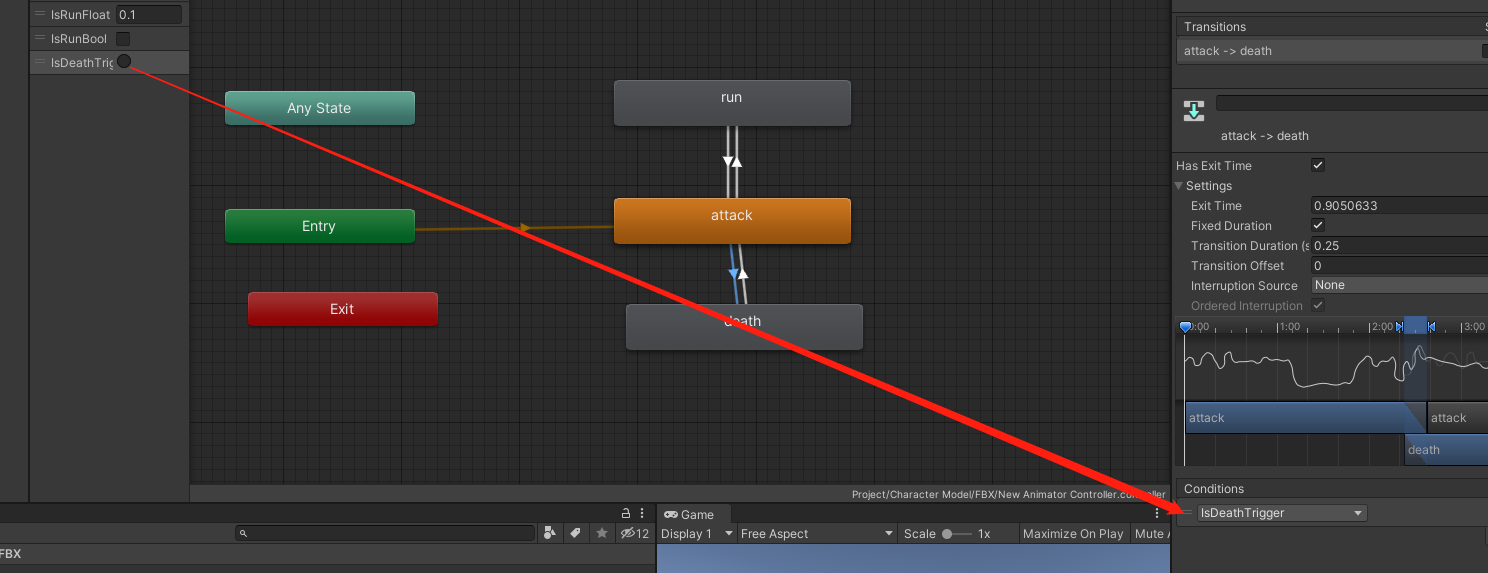 IsRunFloat 0.1
IsRunBool
IsDeathTrig
Any State
Entry
Exit
run
attack
death
Project/Character Model/FBX/New Animator Controller.controller
Transitions
attack -> death
attack -> death
Has Exit Time
Settings
Exit Time 0.9050633
Fixed Duration
Transition Duration (s 0.25
Transition Offset 0
Interruption Source None
Ordered Interruption
0:00 1:00 2:00 3:00
attack attack
death
Conditions
IsDeathTrigger
12
FBX
Game
Display 1 Free Aspect Scale 1x Maximize On Play Mute